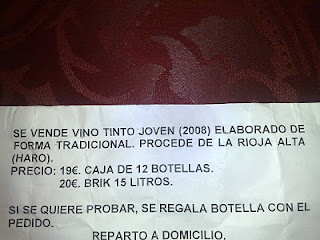 SE VENDE VINO TINTO JOVEN (2008) ELABORADO DE
FORMA TRADICIONAL. PROCEDE DE LA RIOJA ALTA
(HARO).
PRECIO: 19€. CAJA DE 12 BOTELLAS.
20€. BRIK 15 LITROS.
SI SE QUIERE PROBAR, SE REGALA BOTELLA CON EL
PEDIDO.
REPARTO A DOMICILIO.